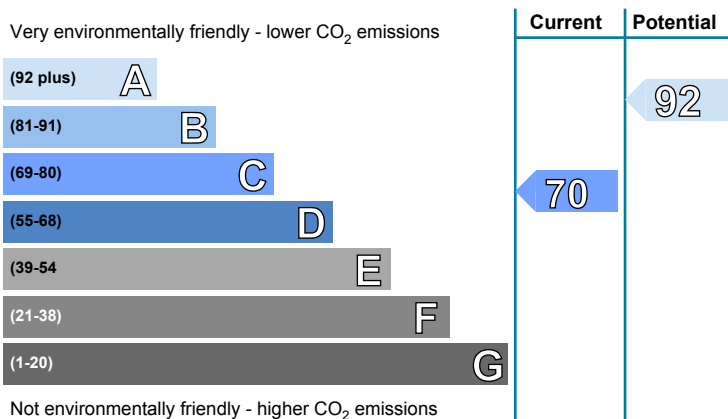 Very environmentally friendly - lower CO2 emissions
Current
Potential
(92 plus) A
(81-91) B
(69-80) C
(55-68) D
(39-54 E
(21-38) F
(1-20) G
92
70
Not environmentally friendly - higher CO2 emissions